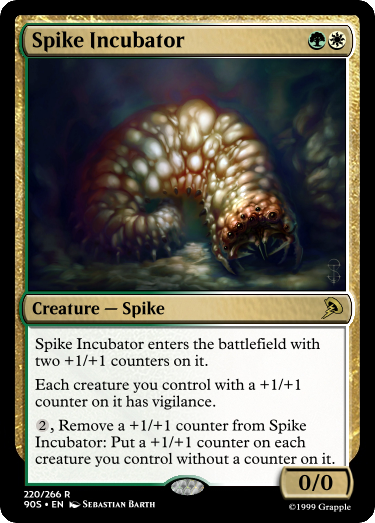 Spike Incubator
Creature — Spike
Spike Incubator enters the battlefield with
two +1/+1 counters on it.
Each creature you control with a +1/+1
counter on it has vigilance.
2, Remove a +1/+1 counter from Spike
Incubator: Put a +1/+1 counter on each
creature you control without a counter on it.
0/0
220/266 R
90S • EN Sebastian Barth
©1999 Grapple